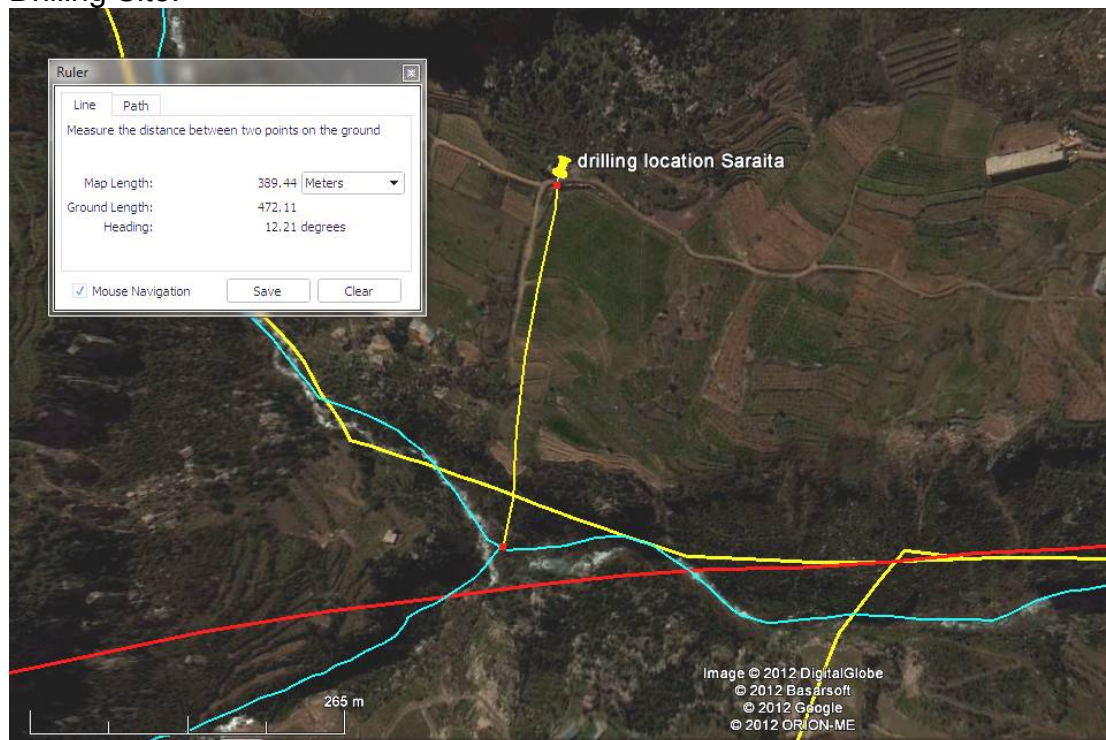 Drilling Site:
Ruler
Line Path
Measure the distance between two points on the ground
Map Length: 389.44 Meters
Ground Length: 472.11
Heading: 12.21 degrees
Mouse Navigation Save Clear
drilling location Saraita
265 m
Image © 2012 DigitalGlobe
© 2012 Basarsoft
© 2012 Google
© 2012 ORION-ME